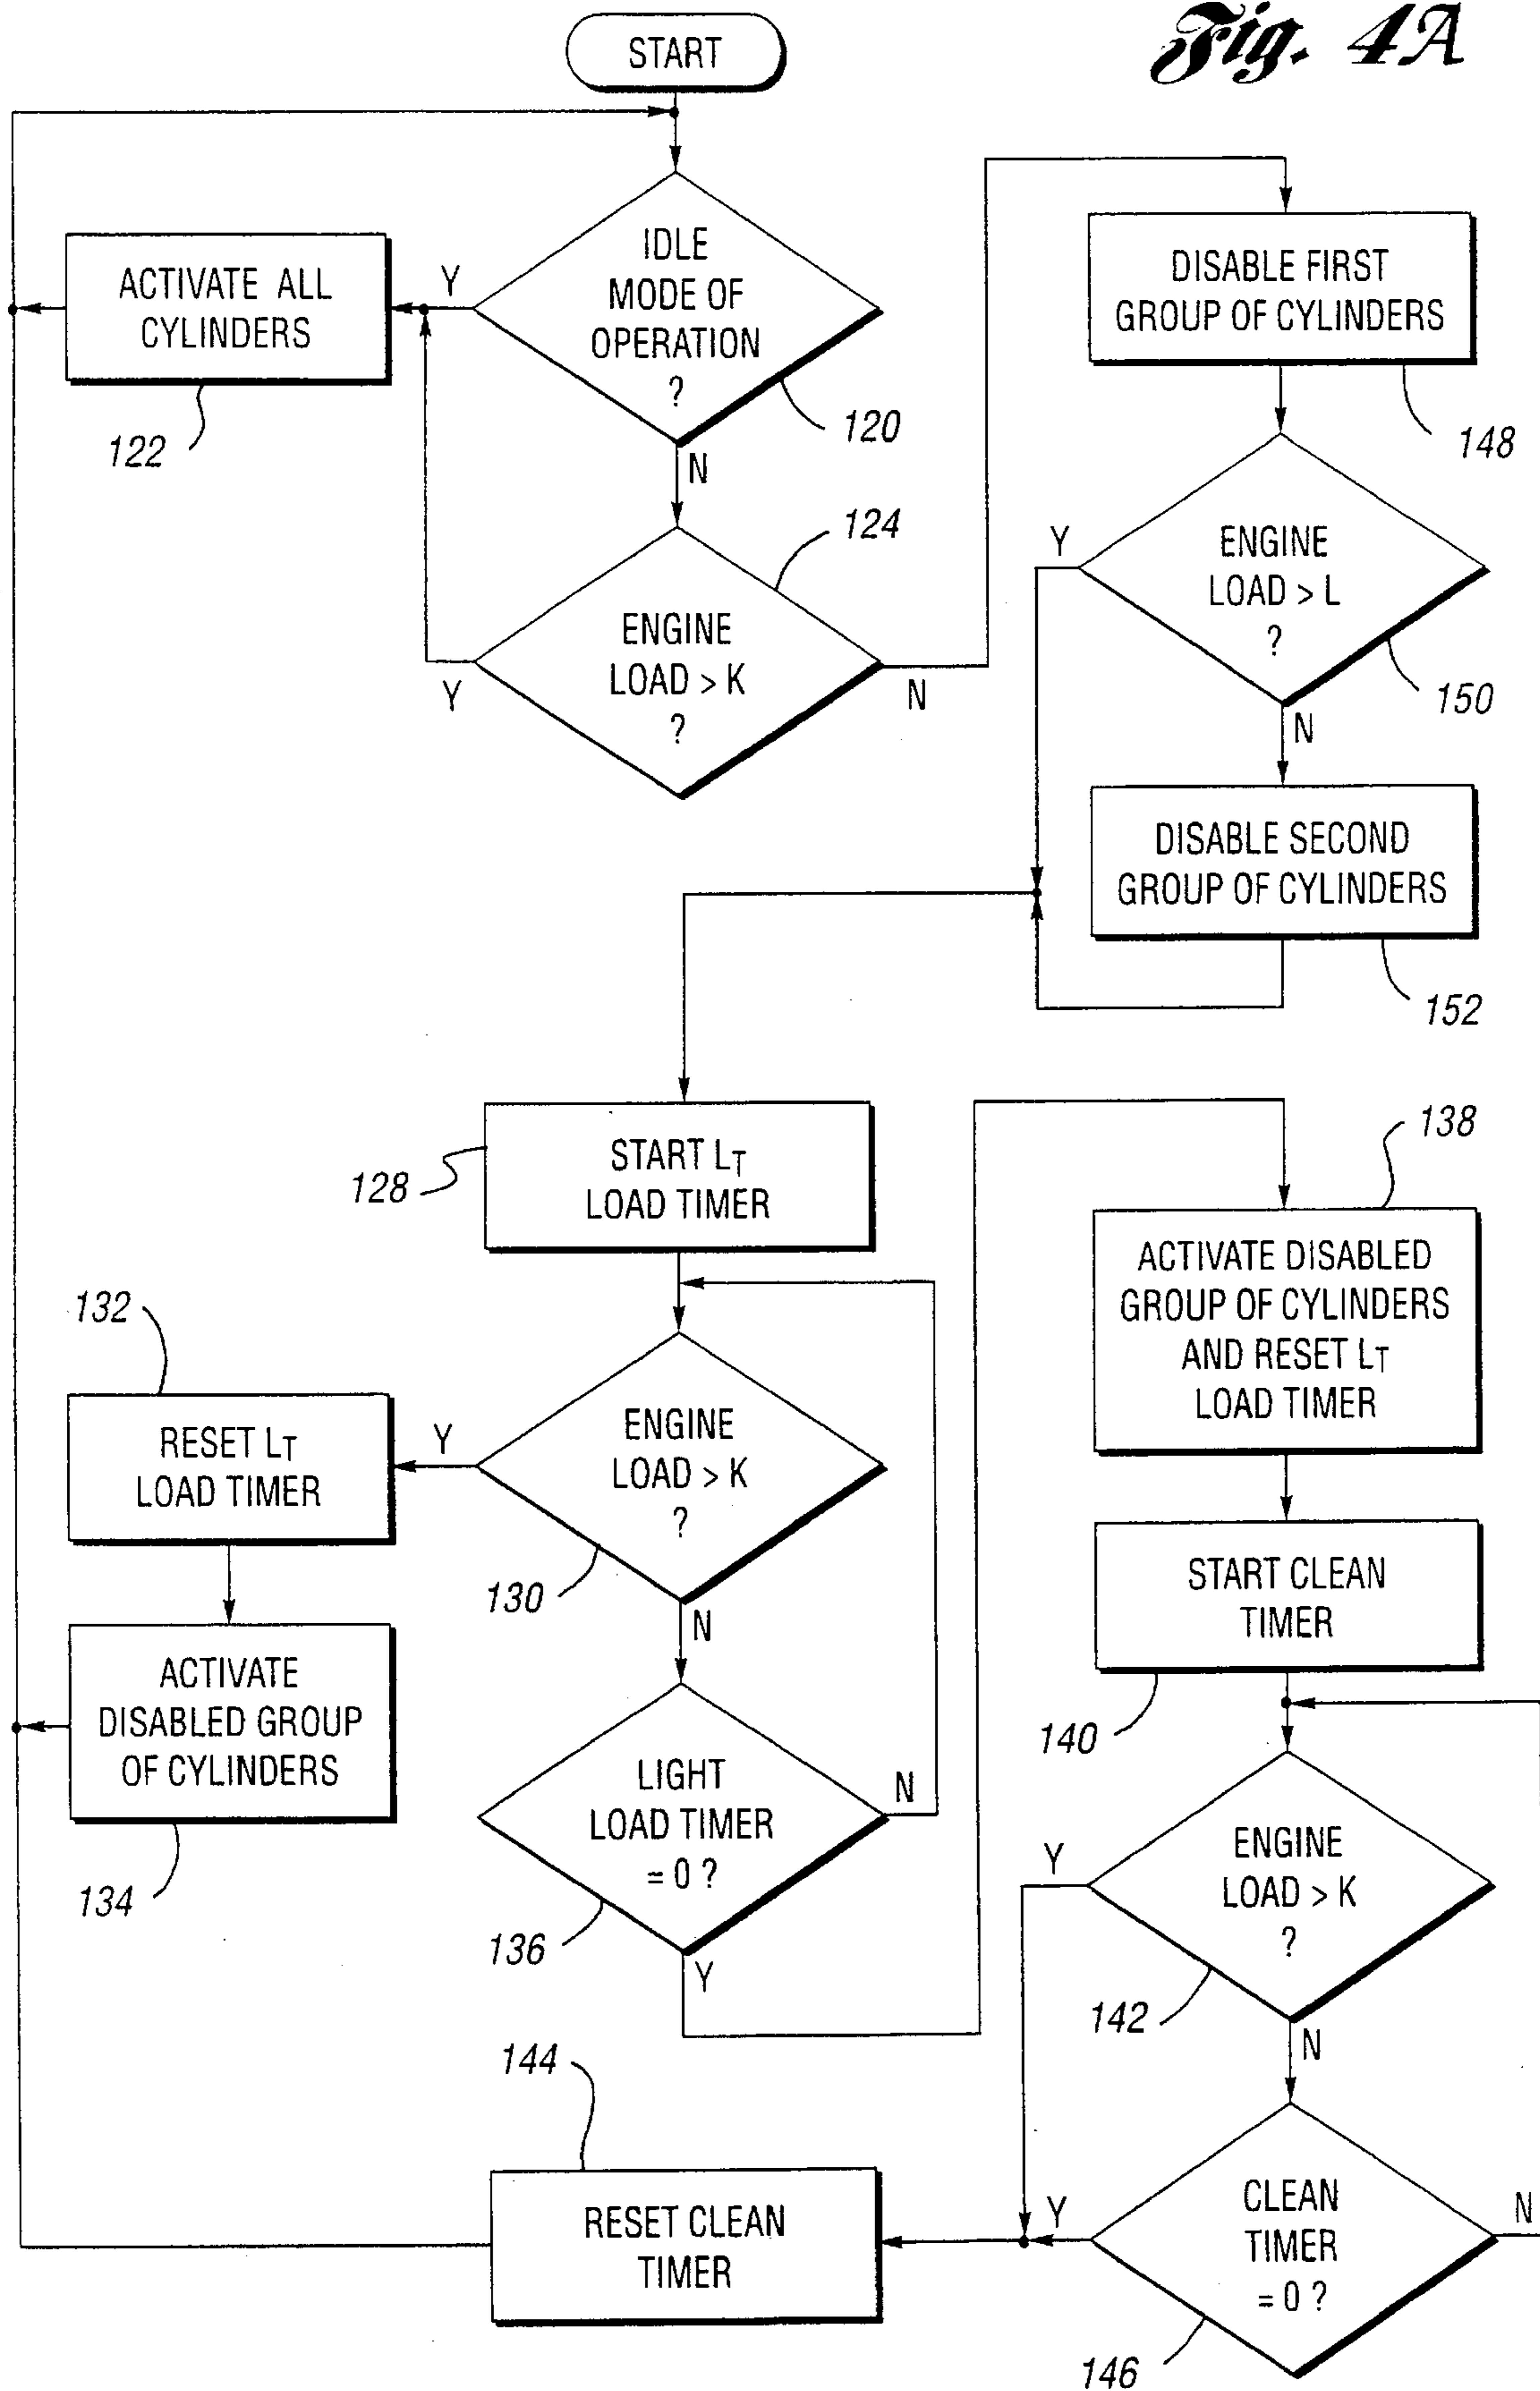 Fig. 4A
START
IDLE
MODE OF
OPERATION
?
120
Y
N
ACTIVATE ALL
CYLINDERS
122
ENGINE
LOAD > K
?
124
Y
N
DISABLE FIRST
GROUP OF CYLINDERS
148
ENGINE
LOAD > L
?
150
Y
N
DISABLE SECOND
GROUP OF CYLINDERS
152
START LT
LOAD TIMER
128
ENGINE
LOAD > K
?
130
Y
N
RESET LT
LOAD TIMER
132
ACTIVATE
DISABLED GROUP
OF CYLINDERS
134
LIGHT
LOAD TIMER
= 0 ?
136
N
Y
ACTIVATE DISABLED
GROUP OF CYLINDERS
AND RESET LT
LOAD TIMER
138
START CLEAN
TIMER
140
ENGINE
LOAD > K
?
142
Y
N
CLEAN
TIMER
= 0 ?
146
Y
N
RESET CLEAN
TIMER
144